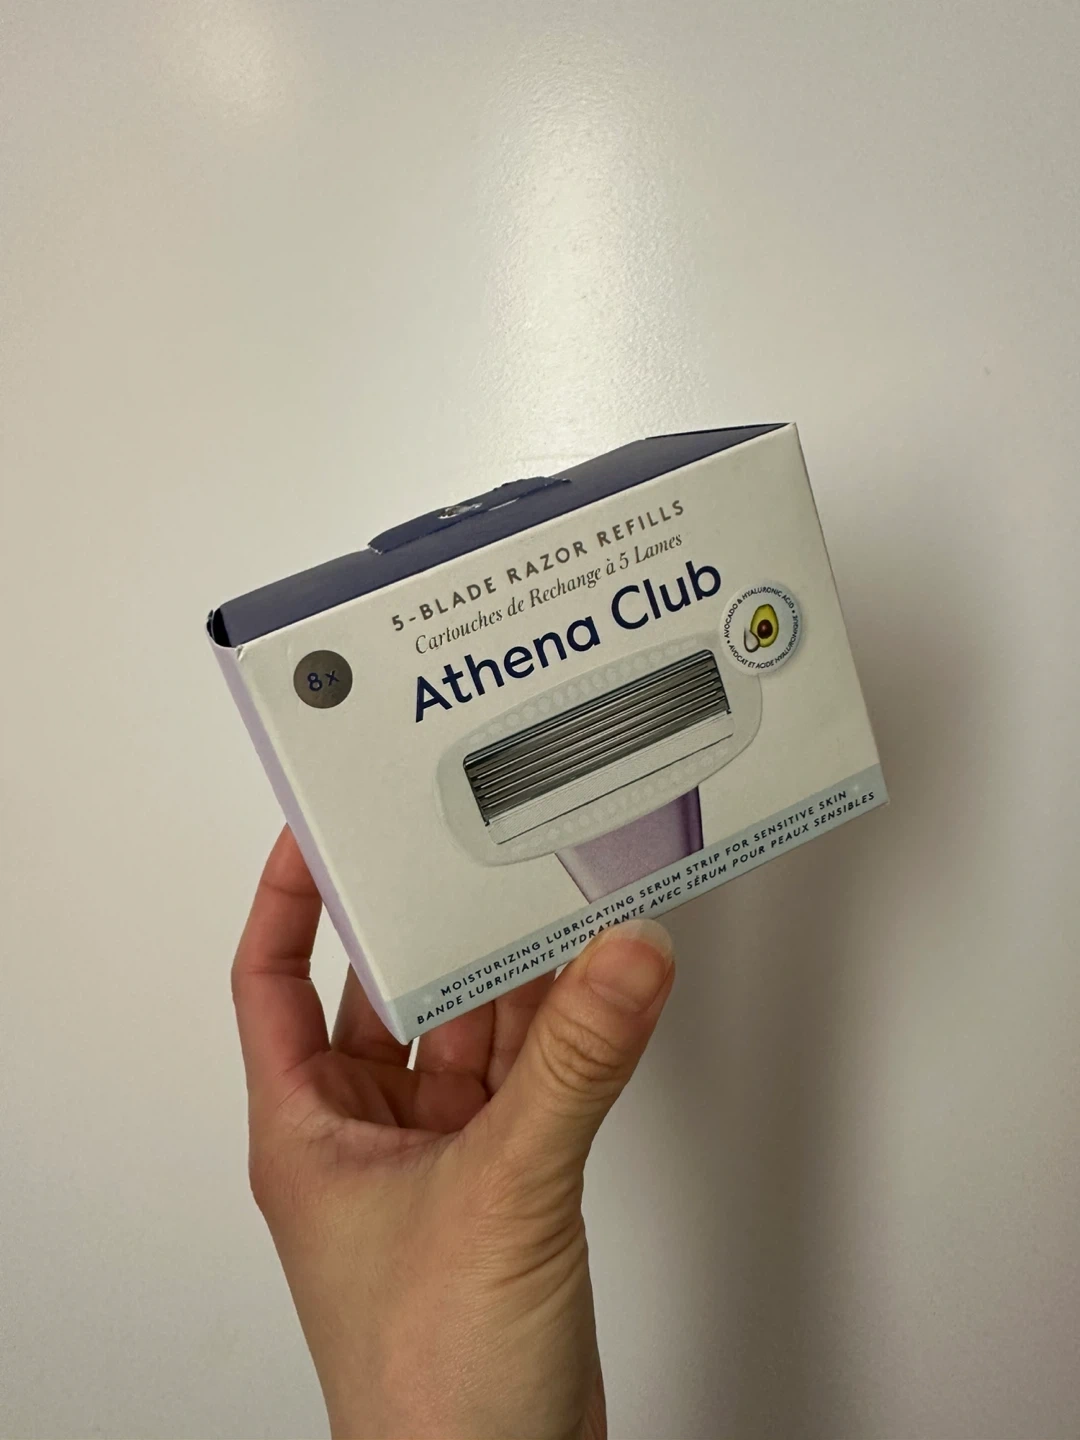 5-BLADE RAZOR REFILLS
Cartouches de Rechange à 5 Lames
Athena Club
8x
• AVOCADO & HYALURONIC ACID •
AVOCAT ET ACIDE HYALURONIQUE
MOISTURIZING LUBRICATING SERUM STRIP FOR SENSITIVE SKIN
BANDE LUBRIFIANTE HYDRATANTE AVEC SÉRUM POUR PEAUX SENSIBLES